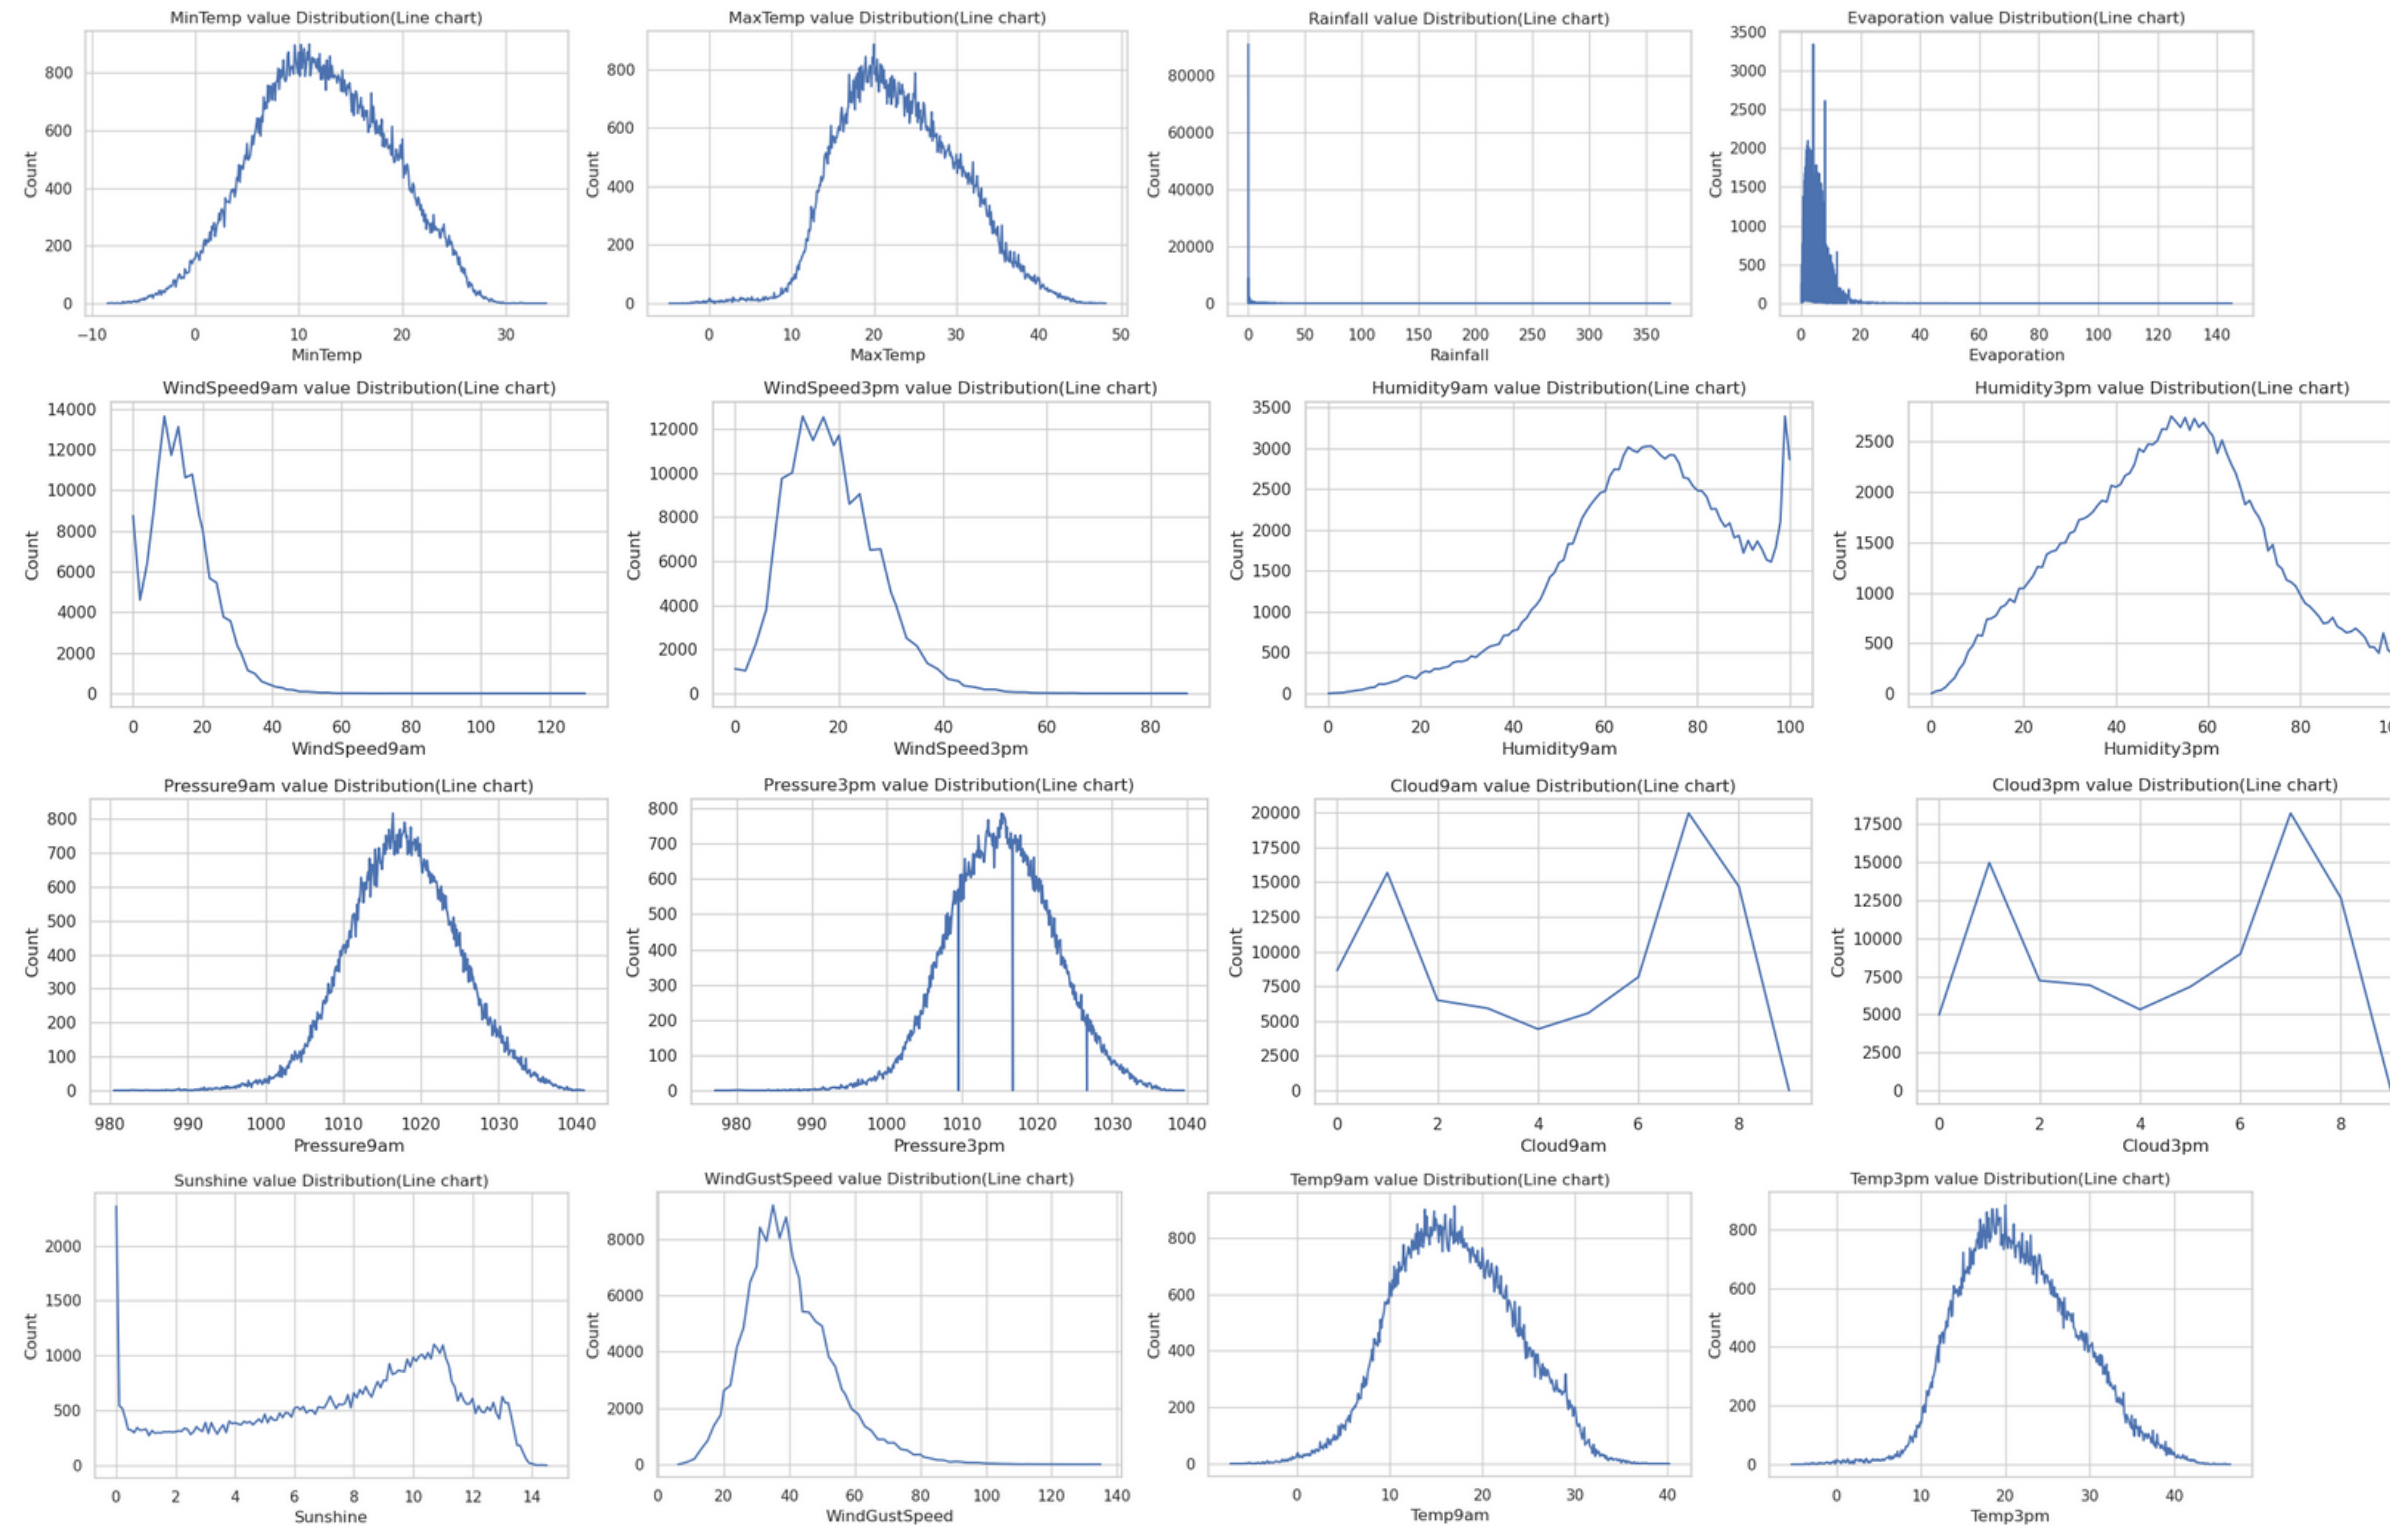 MinTemp value Distribution(Line chart)
MaxTemp value Distribution(Line chart)
Rainfall value Distribution(Line chart)
Evaporation value Distribution(Line chart)
Count
800
600
400
200
0
−10 0 10 20 30
MinTemp
Count
800
600
400
200
0
0 10 20 30 40 50
MaxTemp
Count
80000
60000
40000
20000
0
0 50 100 150 200 250 300 350
Rainfall
Count
3500
3000
2500
2000
1500
1000
500
0
0 20 40 60 80 100 120 140
Evaporation
WindSpeed9am value Distribution(Line chart)
WindSpeed3pm value Distribution(Line chart)
Humidity9am value Distribution(Line chart)
Humidity3pm value Distribution(Line chart)
Count
14000
12000
10000
8000
6000
4000
2000
0
0 20 40 60 80 100 120
WindSpeed9am
Count
12000
10000
8000
6000
4000
2000
0
0 20 40 60 80
WindSpeed3pm
Count
3500
3000
2500
2000
1500
1000
500
0
0 20 40 60 80 100
Humidity9am
Count
2500
2000
1500
1000
500
0
0 20 40 60 80
Humidity3pm
Pressure9am value Distribution(Line chart)
Pressure3pm value Distribution(Line chart)
Cloud9am value Distribution(Line chart)
Cloud3pm value Distribution(Line chart)
Count
800
700
600
500
400
300
200
100
0
980 990 1000 1010 1020 1030 1040
Pressure9am
Count
800
700
600
500
400
300
200
100
0
980 990 1000 1010 1020 1030 1040
Pressure3pm
Count
20000
17500
15000
12500
10000
7500
5000
2500
0
0 2 4 6 8
Cloud9am
Count
17500
15000
12500
10000
7500
5000
2500
0
0 2 4 6 8
Cloud3pm
Sunshine value Distribution(Line chart)
WindGustSpeed value Distribution(Line chart)
Temp9am value Distribution(Line chart)
Temp3pm value Distribution(Line chart)
Count
2000
1500
1000
500
0
0 2 4 6 8 10 12 14
Sunshine
Count
8000
6000
4000
2000
0
0 20 40 60 80 100 120 140
WindGustSpeed
Count
800
600
400
200
0
0 10 20 30 40
Temp9am
Count
800
600
400
200
0
0 10 20 30 40
Temp3pm